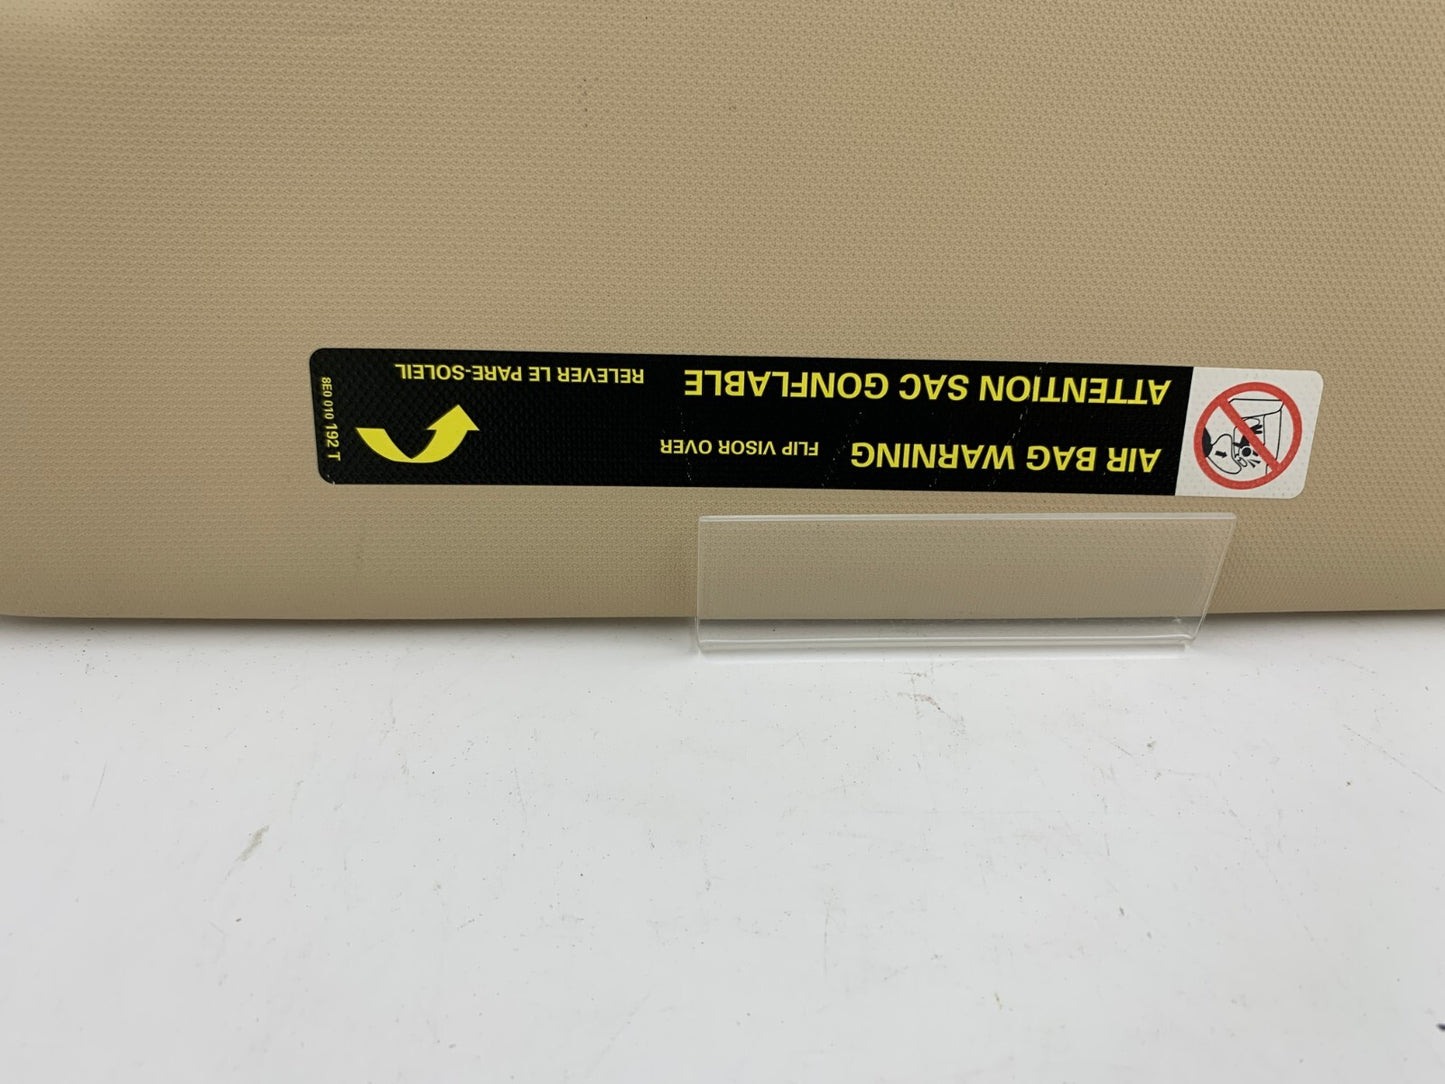 AIR BAG WARNING FLIP VISOR OVER
ATTENTION SAC GONFLABLE RELEVER LE PARE-SOLEIL
8E0 010 192 T